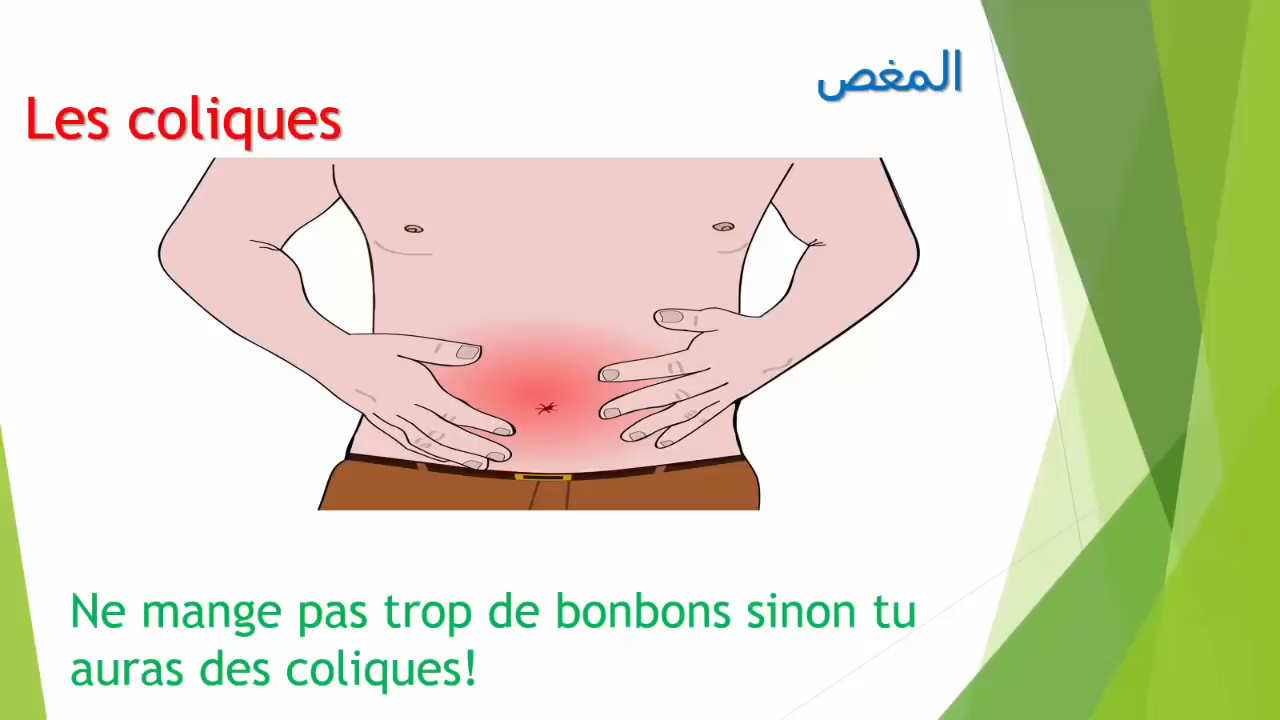 المغص
Les coliques
Ne mange pas trop de bonbons sinon tu
auras des coliques!